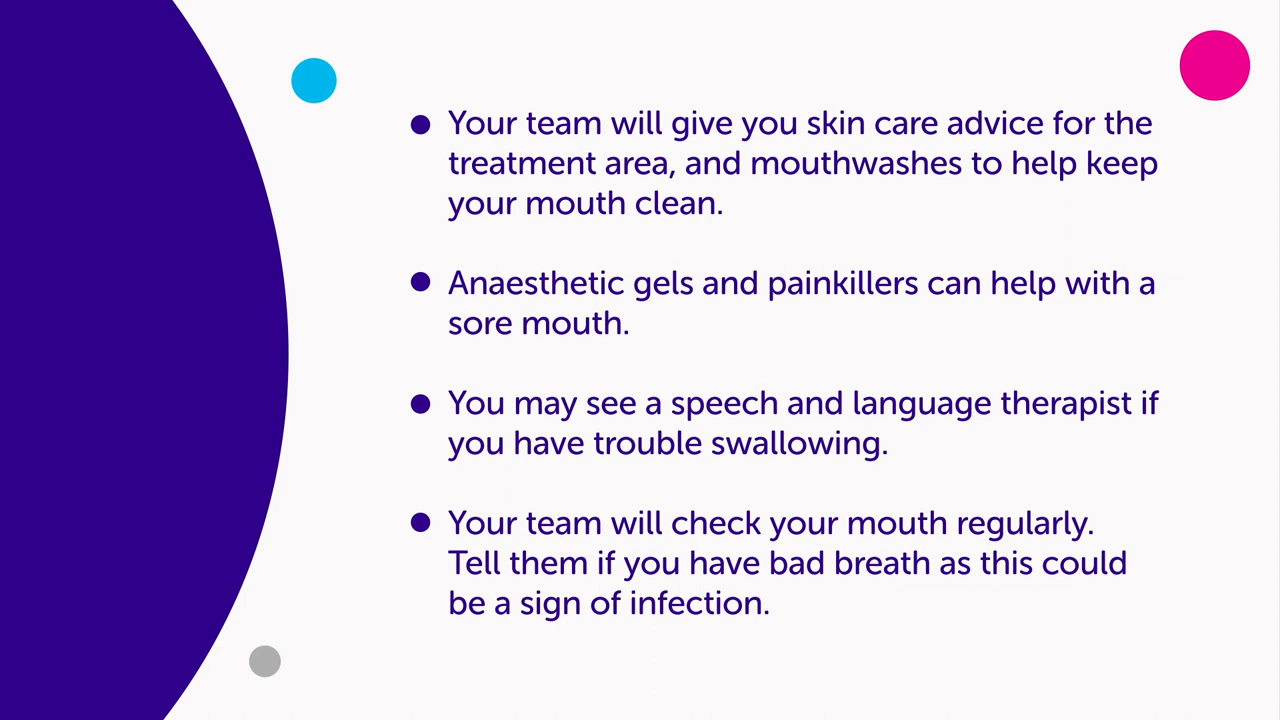 ● Your team will give you skin care advice for the
treatment area, and mouthwashes to help keep
your mouth clean.
● Anaesthetic gels and painkillers can help with a
sore mouth.
● You may see a speech and language therapist if
you have trouble swallowing.
● Your team will check your mouth regularly.
Tell them if you have bad breath as this could
be a sign of infection.